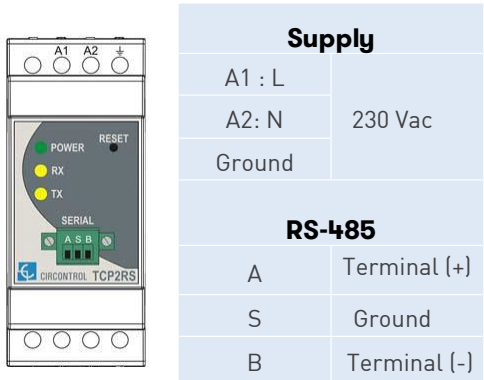 A1 A2
POWER
RESET
RX
TX
SERIAL
A S B
CIRCONTROL TCP2RS
Supply
A1 : L
A2: N
230 Vac
Ground
RS-485
A Terminal (+)
S Ground
B Terminal (-)